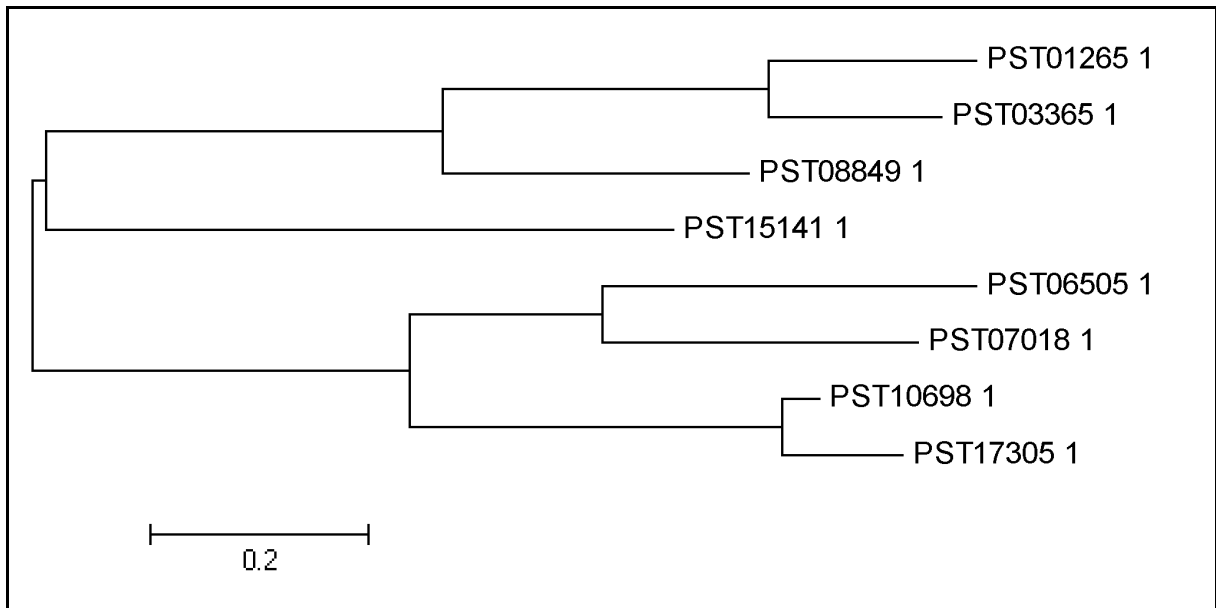 PST01265 1
PST03365 1
PST08849 1
PST15141 1
PST06505 1
PST07018 1
PST10698 1
PST17305 1
0.2